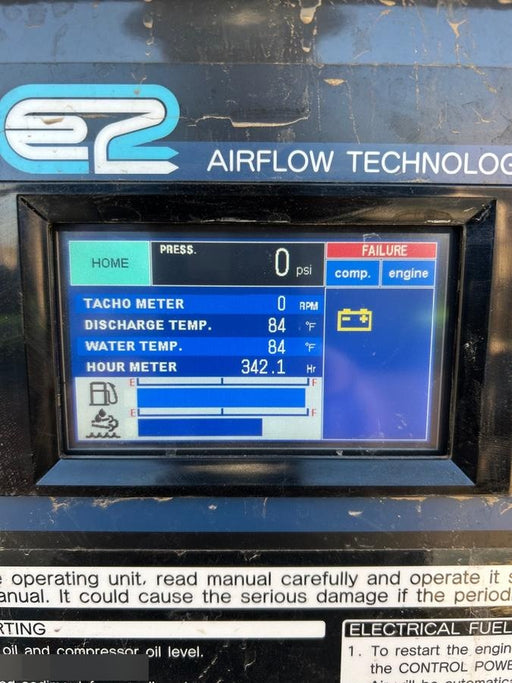 e2
AIRFLOW TECHNOLOG
HOME
PRESS.
0 psi
FAILURE
comp. engine
TACHO METER 0 RPM
DISCHARGE TEMP. 84 °F
WATER TEMP. 84 °F
HOUR METER 342.1 Hr
E F
E F
operating unit, read manual carefully and operate it s
anual. It could cause the serious damage if the period
RTING
oil and compressor oil level.
ELECTRICAL FUEL
1. To restart the engin
the CONTROL POWE